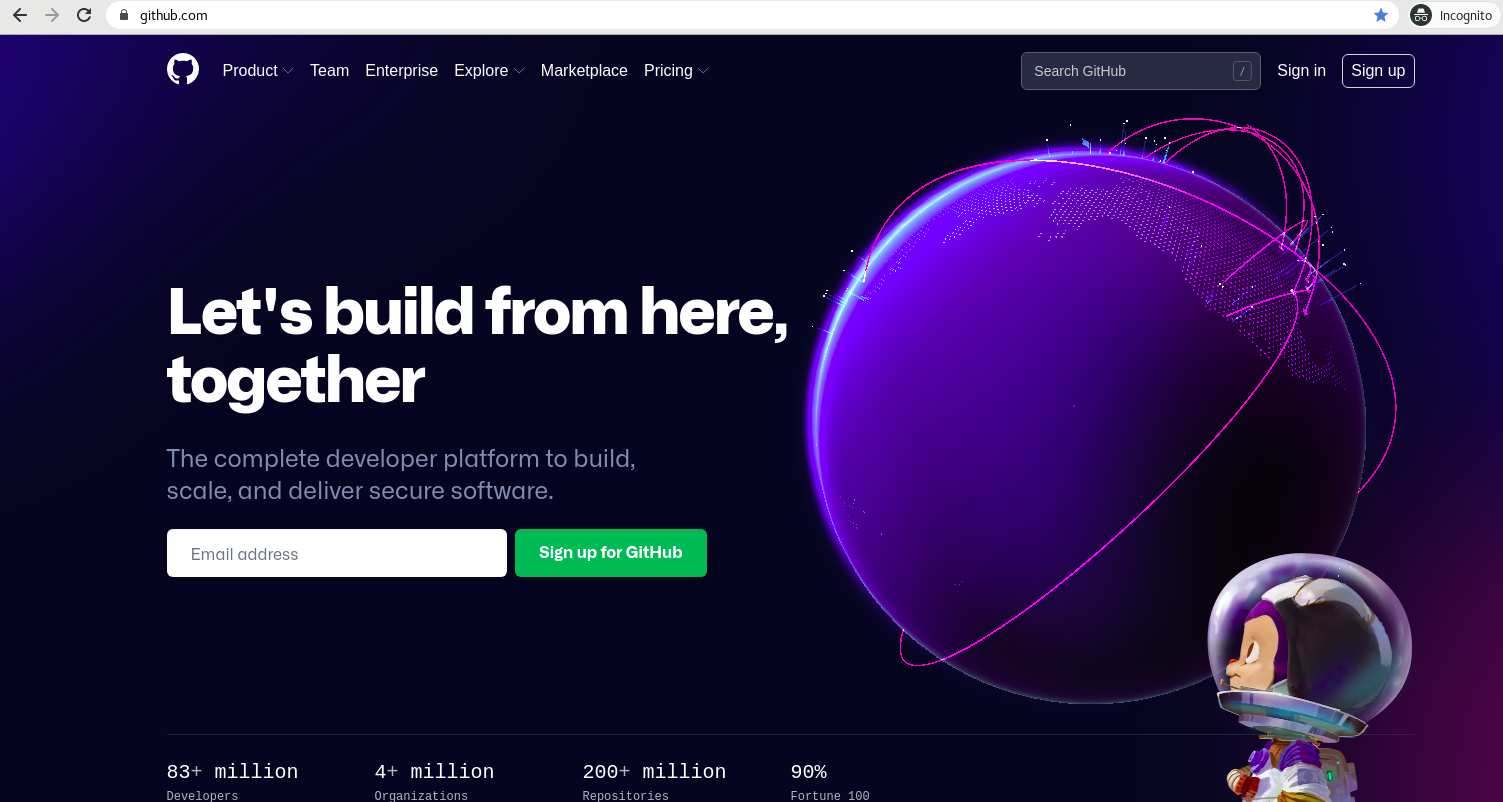 github.com
Incognito
Product Team Enterprise Explore Marketplace Pricing
Search GitHub /
Sign in
Sign up
Let's build from here,
together
The complete developer platform to build,
scale, and deliver secure software.
Email address
Sign up for GitHub
83+ million
Developers
4+ million
Organizations
200+ million
Repositories
90%
Fortune 100